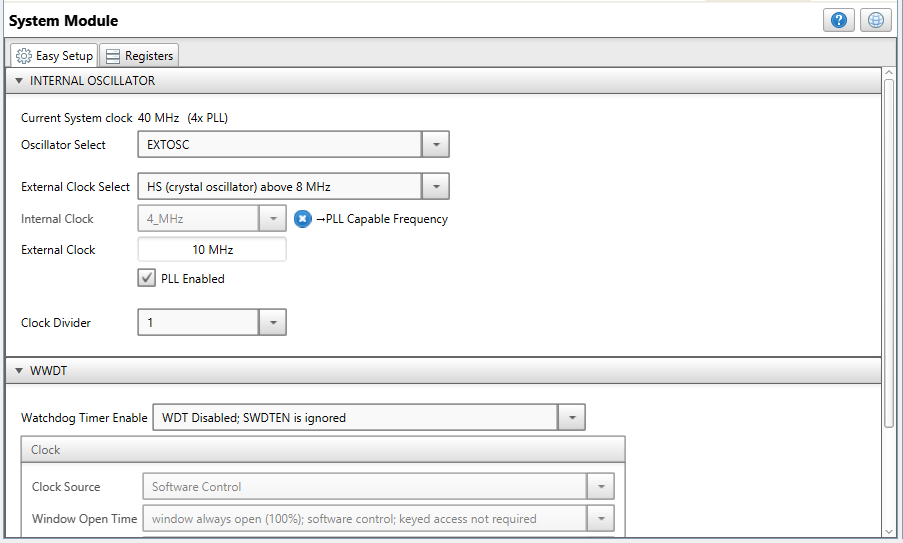 System Module
Easy Setup Registers
INTERNAL OSCILLATOR
Current System clock 40 MHz (4x PLL)
Oscillator Select EXTOSC
External Clock Select HS (crystal oscillator) above 8 MHz
Internal Clock 4_MHz →PLL Capable Frequency
External Clock 10 MHz
PLL Enabled
Clock Divider 1
WWDT
Watchdog Timer Enable WDT Disabled; SWDTEN is ignored
Clock
Clock Source Software Control
Window Open Time window always open (100%); software control; keyed access not required